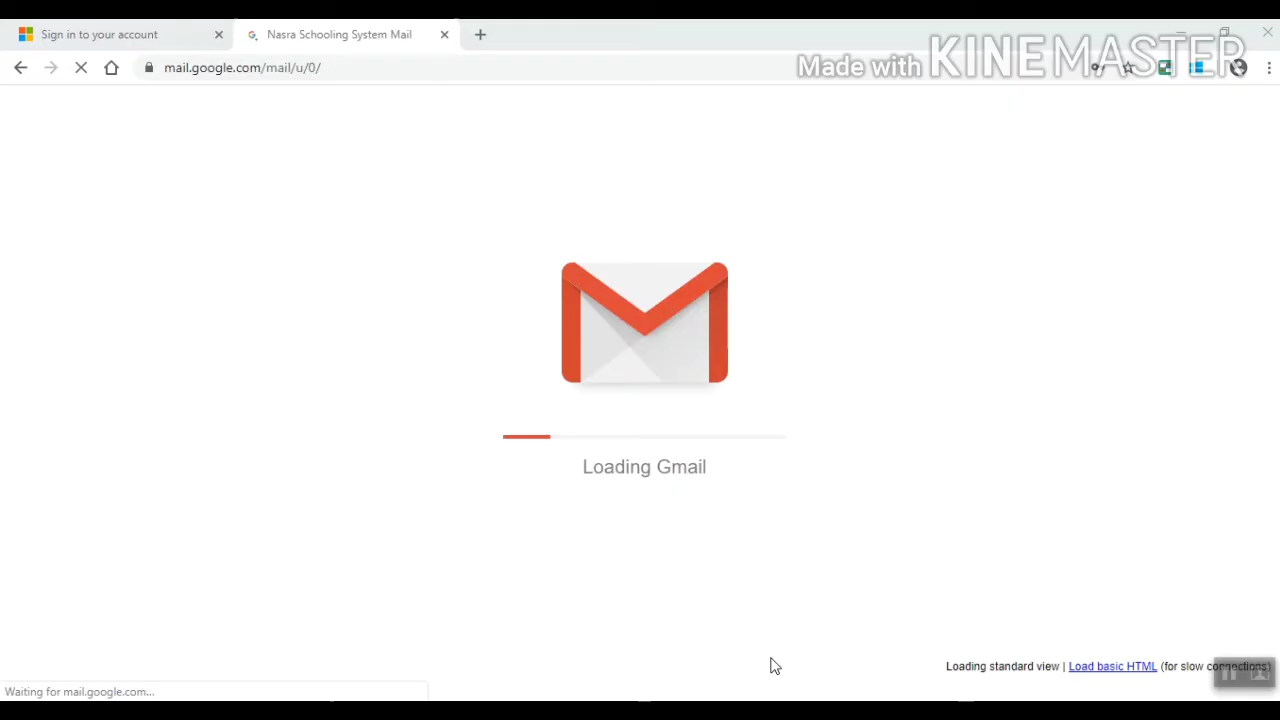 Sign in to your account
Nasra Schooling System Mail
mail.google.com/mail/u/0/
Made with KINEMASTER
Loading Gmail
Loading standard view | Load basic HTML (for slow connections)
Waiting for mail.google.com...